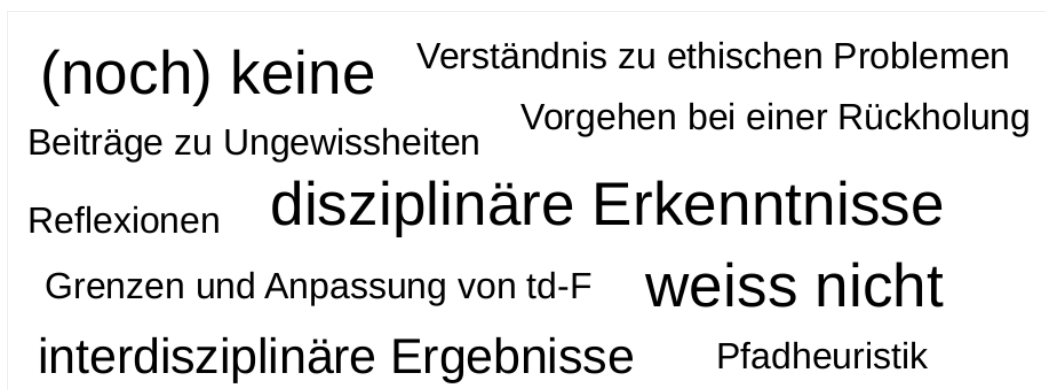 (noch) keine
Verständnis zu ethischen Problemen
Vorgehen bei einer Rückholung
Beiträge zu Ungewissheiten
Reflexionen
disziplinäre Erkenntnisse
Grenzen und Anpassung von td-F
weiss nicht
interdisziplinäre Ergebnisse
Pfadheuristik